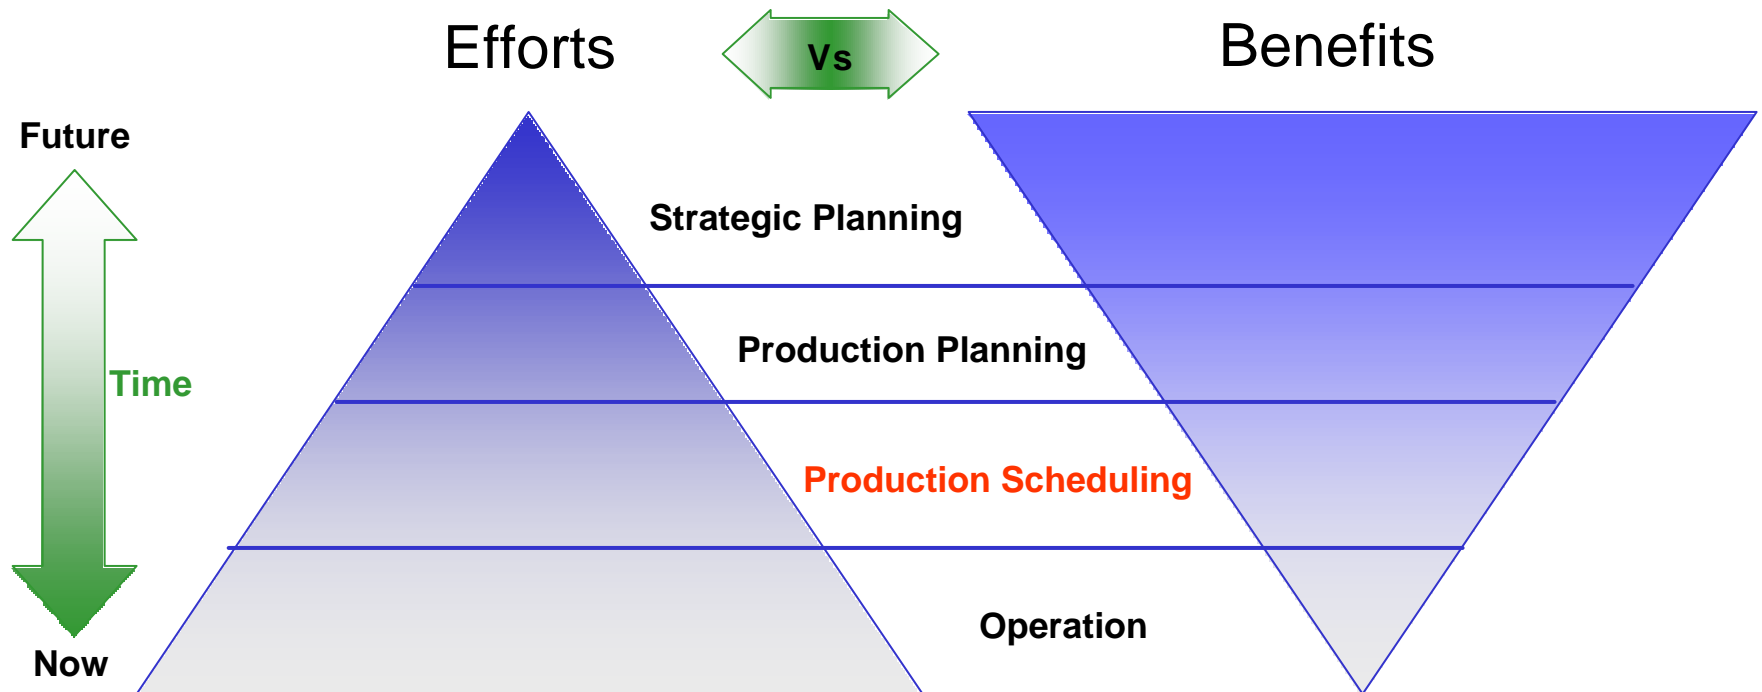 Efforts
Vs
Benefits
Future
Strategic Planning
Production Planning
Time
Production Scheduling
Operation
Now